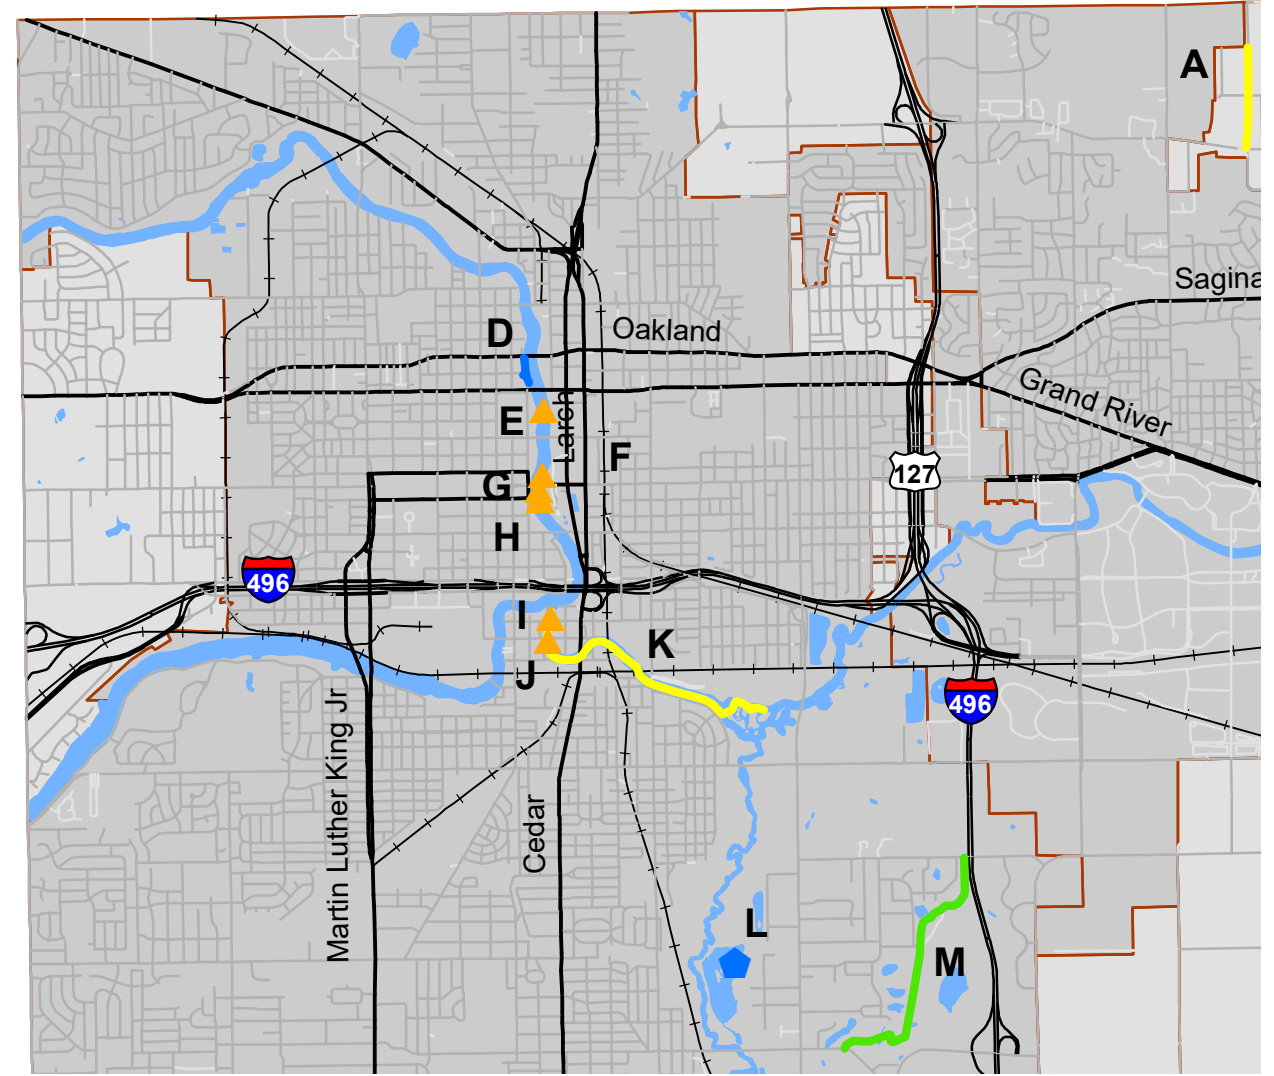 A
Sagina
D
Oakland
Grand River
E
Larch
F
127
G
H
496
I
K
J
496
Martin Luther King Jr
Cedar
L
M